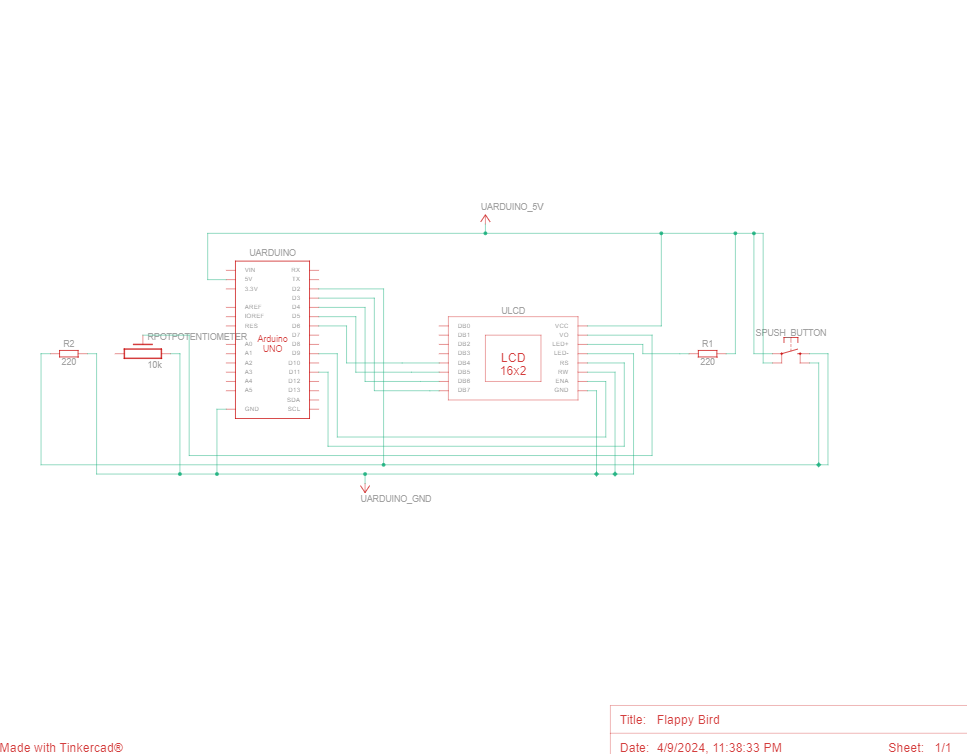 UARDUINO_5V
UARDUINO
VIN RX
5V TX
3.3V D2
D3
AREF D4
IOREF D5
RES D6
D7
A0 D8
A1 D9
A2 D10
A3 D11
A4 D12
A5 D13
SDA
GND SCL
Arduino
UNO
ULCD
DB0 VCC
DB1 VO
DB2 LED+
DB3 LED-
DB4 RS
DB5 RW
DB6 ENA
DB7 GND
LCD
16x2
R2
220
RPOTPOTENTIOMETER
10k
R1
220
SPUSH_BUTTON
UARDUINO_GND
Title: Flappy Bird
Made with Tinkercad®
Date: 4/9/2024, 11:38:33 PM Sheet: 1/1